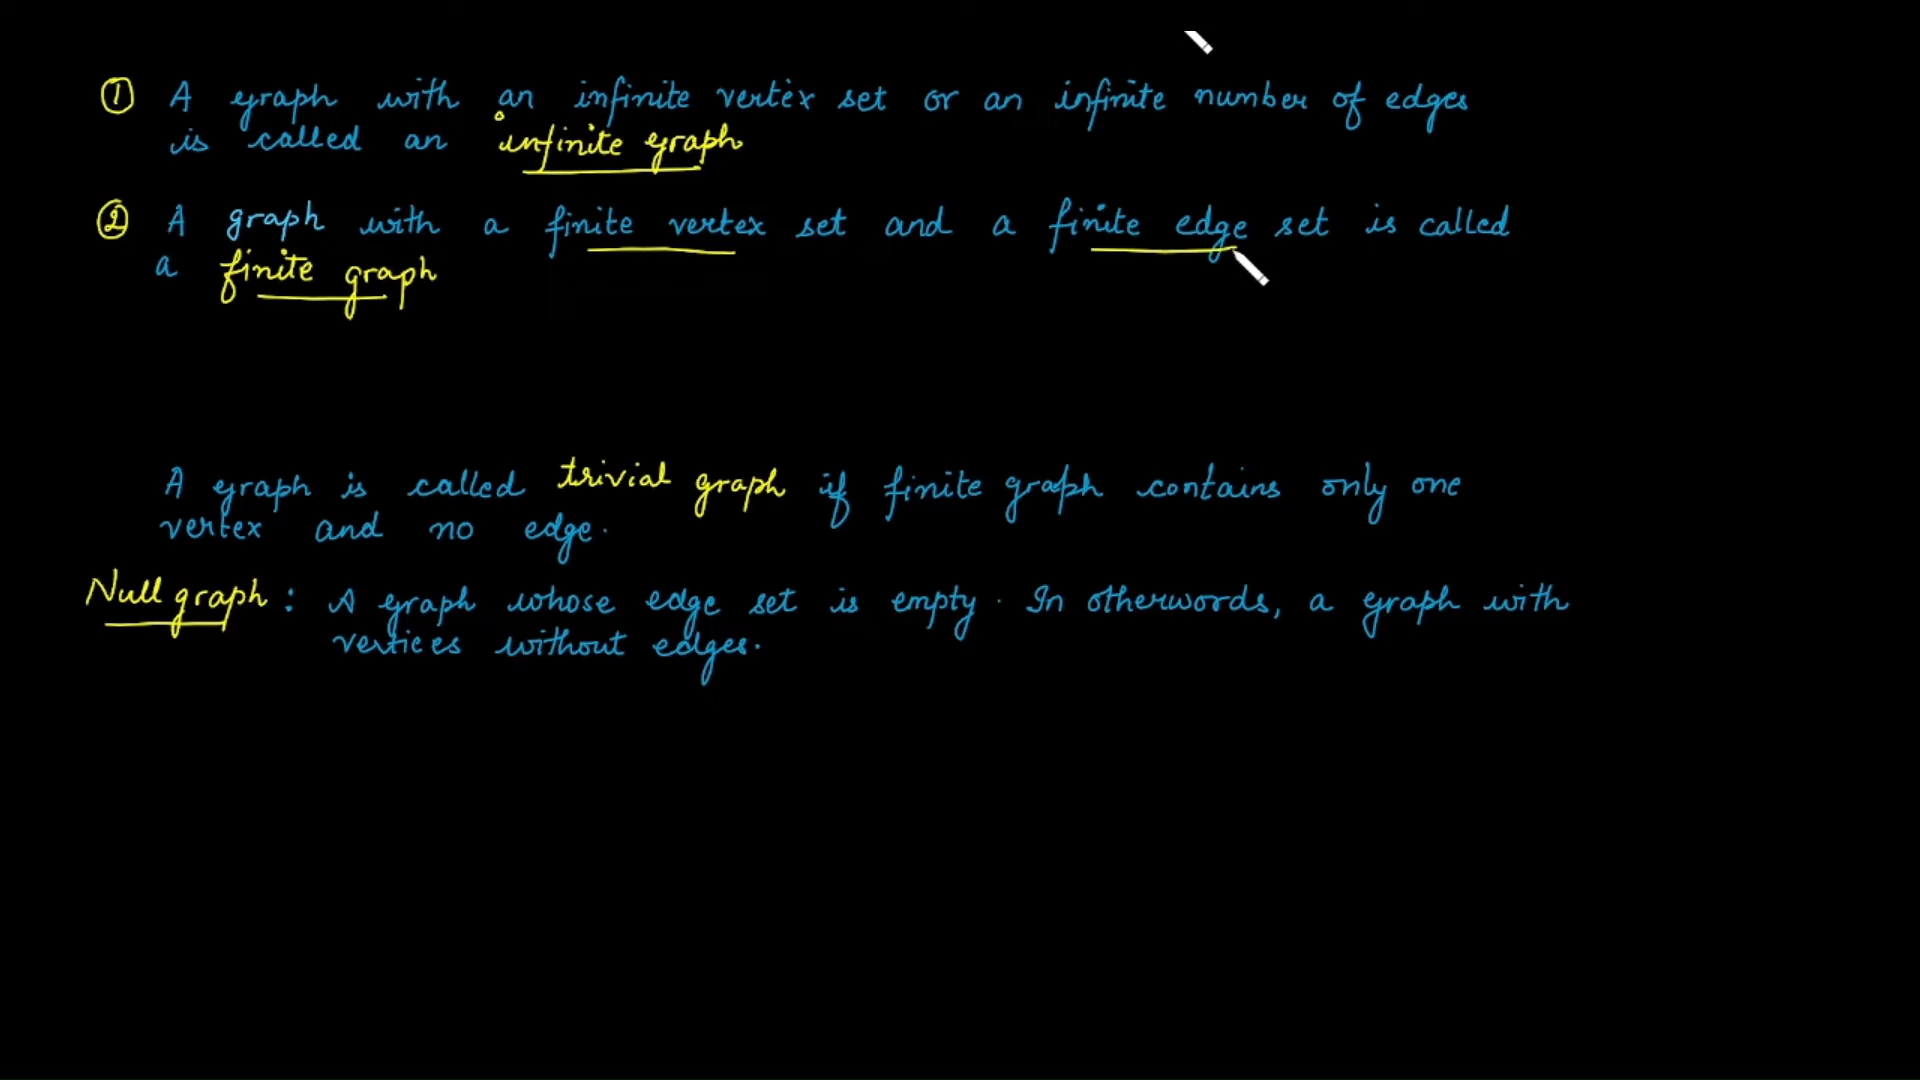 ① A graph with an infinite vertex set or an infinite number of edges
is called an infinite graph
② A graph with a finite vertex set and a finite edge set is called
a finite graph
A graph is called trivial graph if finite graph contains only one
vertex and no edge.
Null graph : A graph whose edge set is empty. In otherwords, a graph with
vertices without edges.